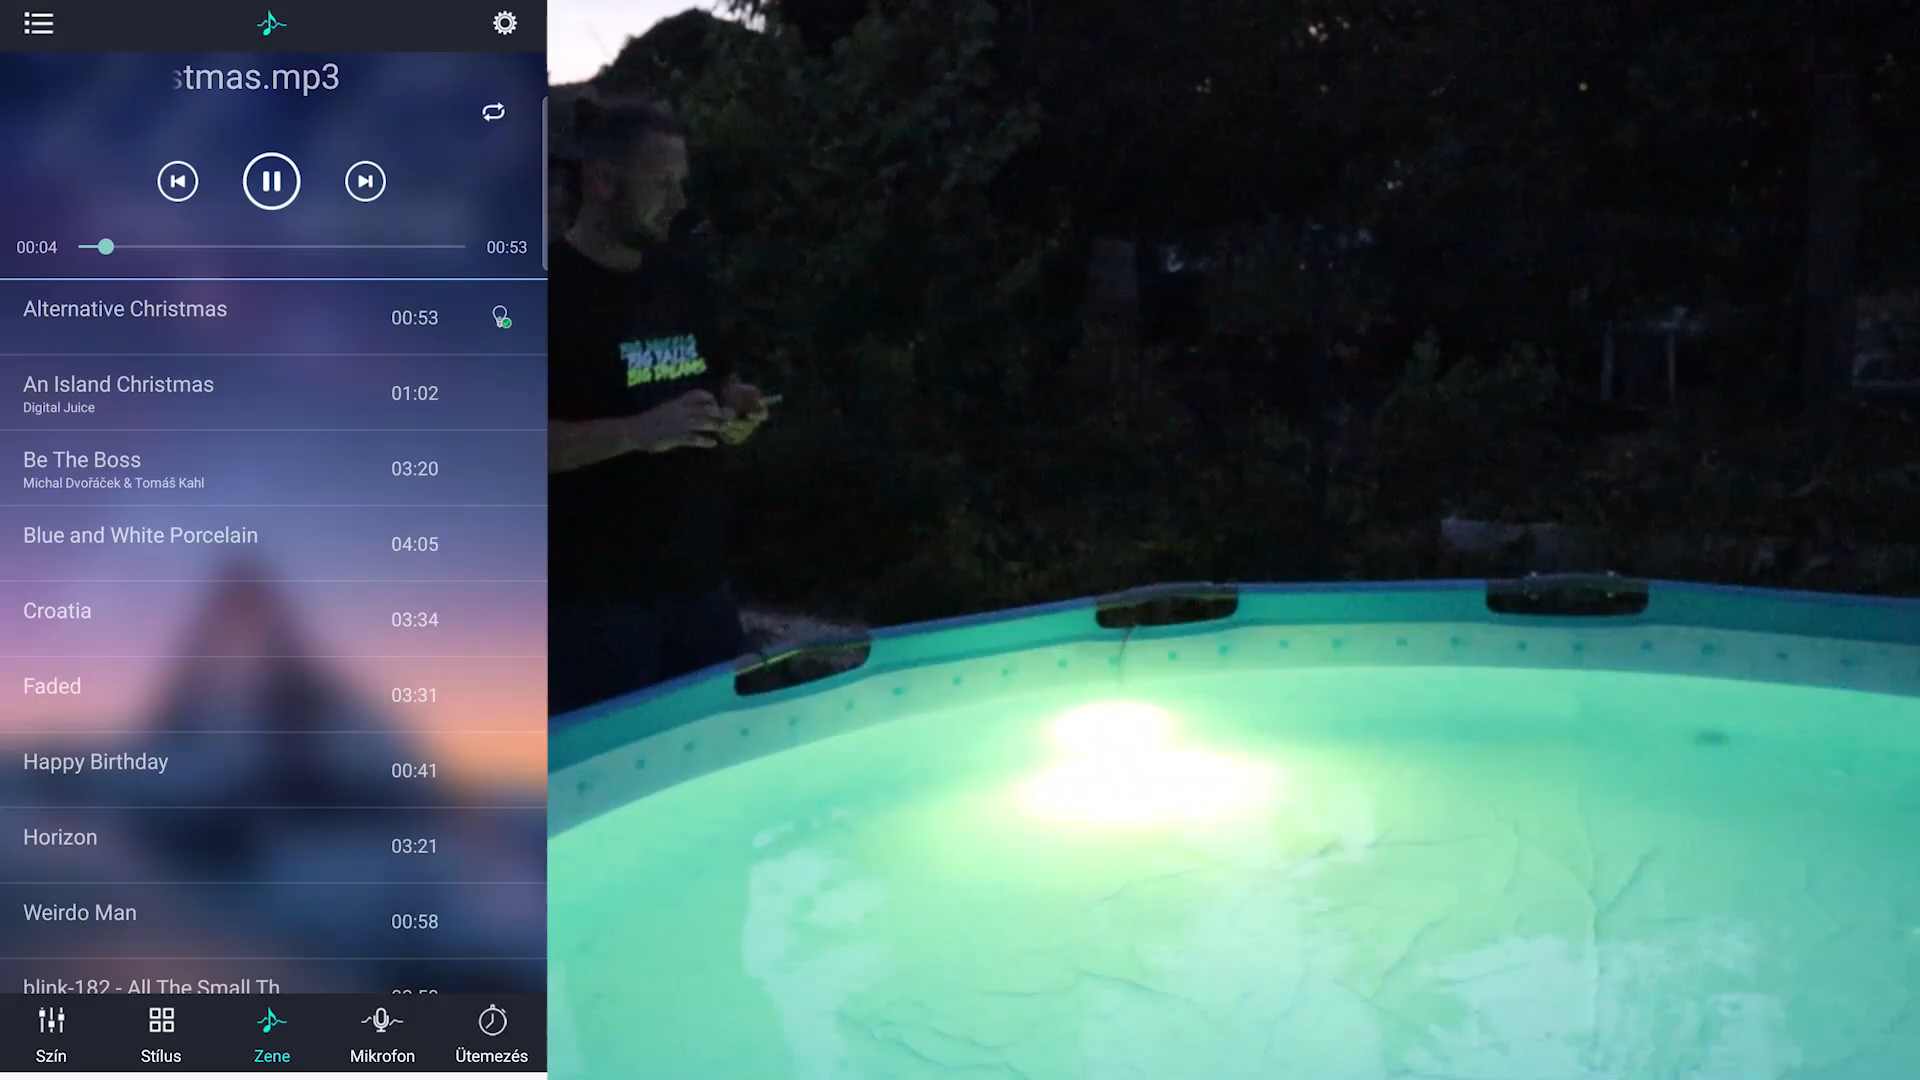 stmas.mp3
00:04
00:53
Alternative Christmas
00:53
An Island Christmas
Digital Juice
01:02
Be The Boss
Michal Dvořáček & Tomáš Kahl
03:20
Blue and White Porcelain
04:05
Croatia
03:34
Faded
03:31
Happy Birthday
00:41
Horizon
03:21
Weirdo Man
00:58
blink-182 - All The Small Th
Szín
Stílus
Zene
Mikrofon
Ütemezés
BIG DREAMS